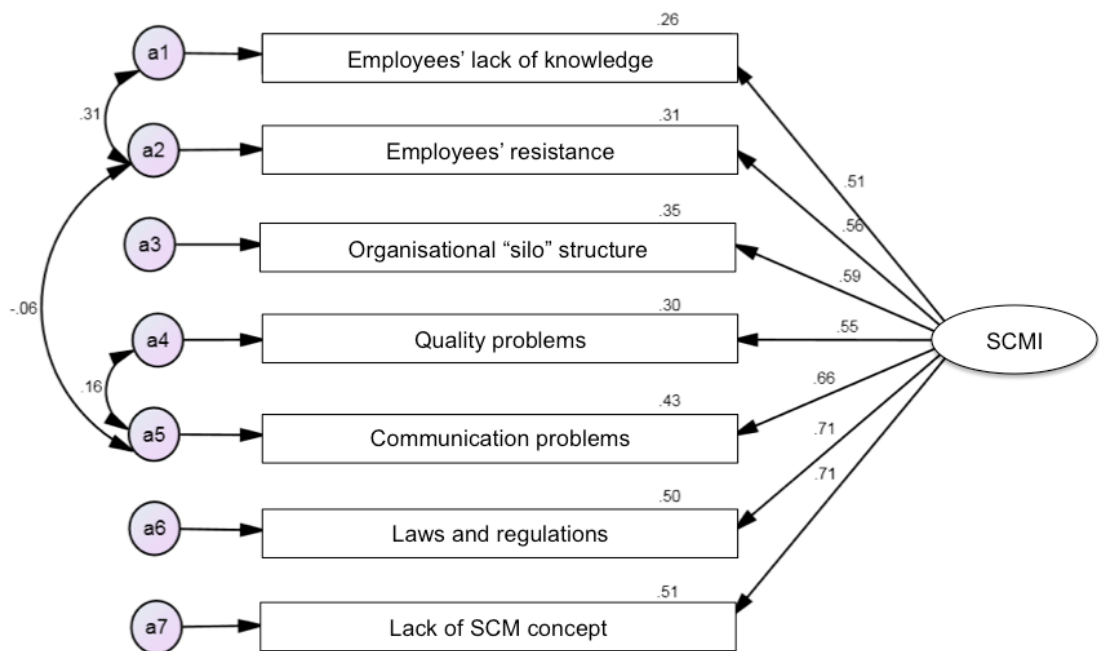 .26
a1
Employees’ lack of knowledge
.31
.31
a2
Employees’ resistance
.51
.56
.35
a3
Organisational “silo” structure
.59
-.06
.30
a4
Quality problems
.55
SCMI
.16
.66
.43
a5
Communication problems
.71
.71
.50
a6
Laws and regulations
.51
a7
Lack of SCM concept